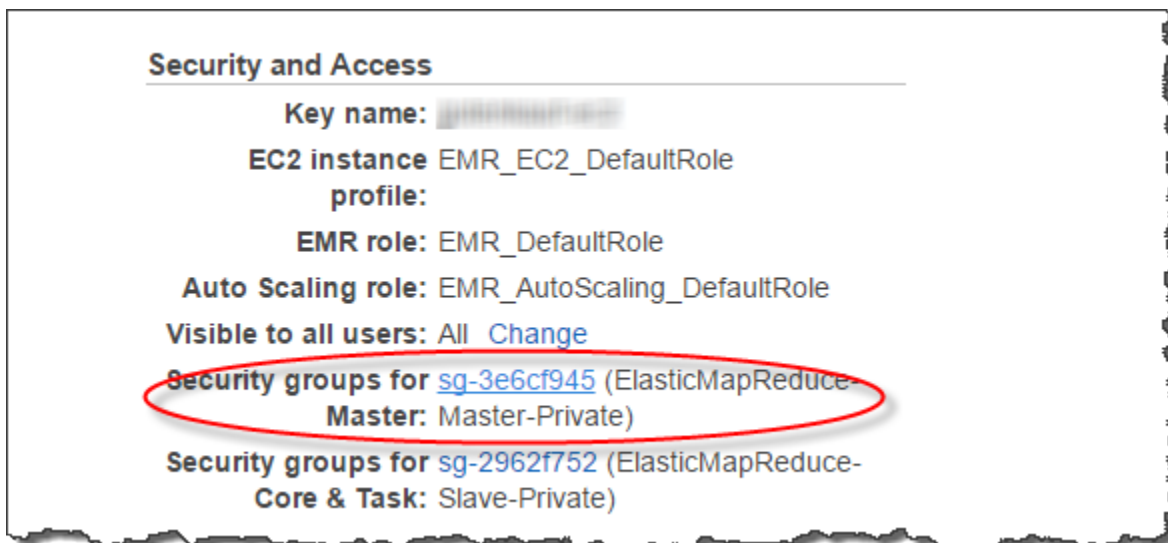 Security and Access
Key name:
EC2 instance EMR_EC2_DefaultRole
profile:
EMR role: EMR_DefaultRole
Auto Scaling role: EMR_AutoScaling_DefaultRole
Visible to all users: All Change
Security groups for sg-3e6cf945 (ElasticMapReduce-
Master: Master-Private)
Security groups for sg-2962f752 (ElasticMapReduce-
Core & Task: Slave-Private)